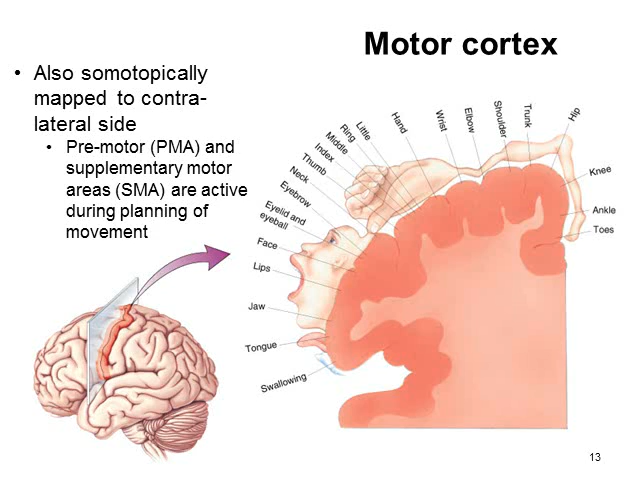 Motor cortex
• Also somotopically
mapped to contra-
lateral side
• Pre-motor (PMA) and
supplementary motor
areas (SMA) are active
during planning of
movement
Swallowing
Tongue
Jaw
Lips
Face
Eyelid and
eyeball
Eyebrow
Neck
Thumb
Index
Middle
Ring
Little
Hand
Wrist
Elbow
Shoulder
Trunk
Hip
Knee
Ankle
Toes
13